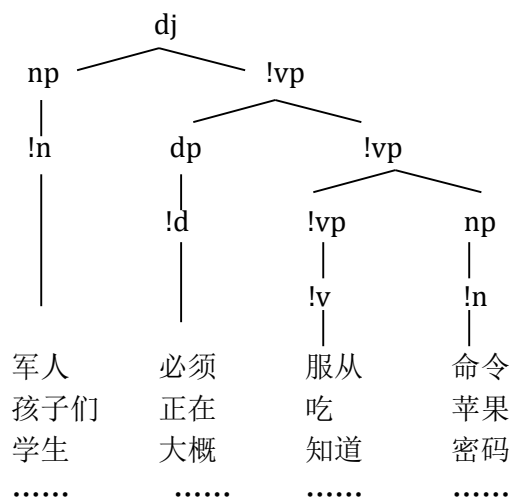 dj
np !vp
!n dp !vp
!d !vp np
!v !n
军人 必须 服从 命令
孩子们 正在 吃 苹果
学生 大概 知道 密码
…… …… …… ……